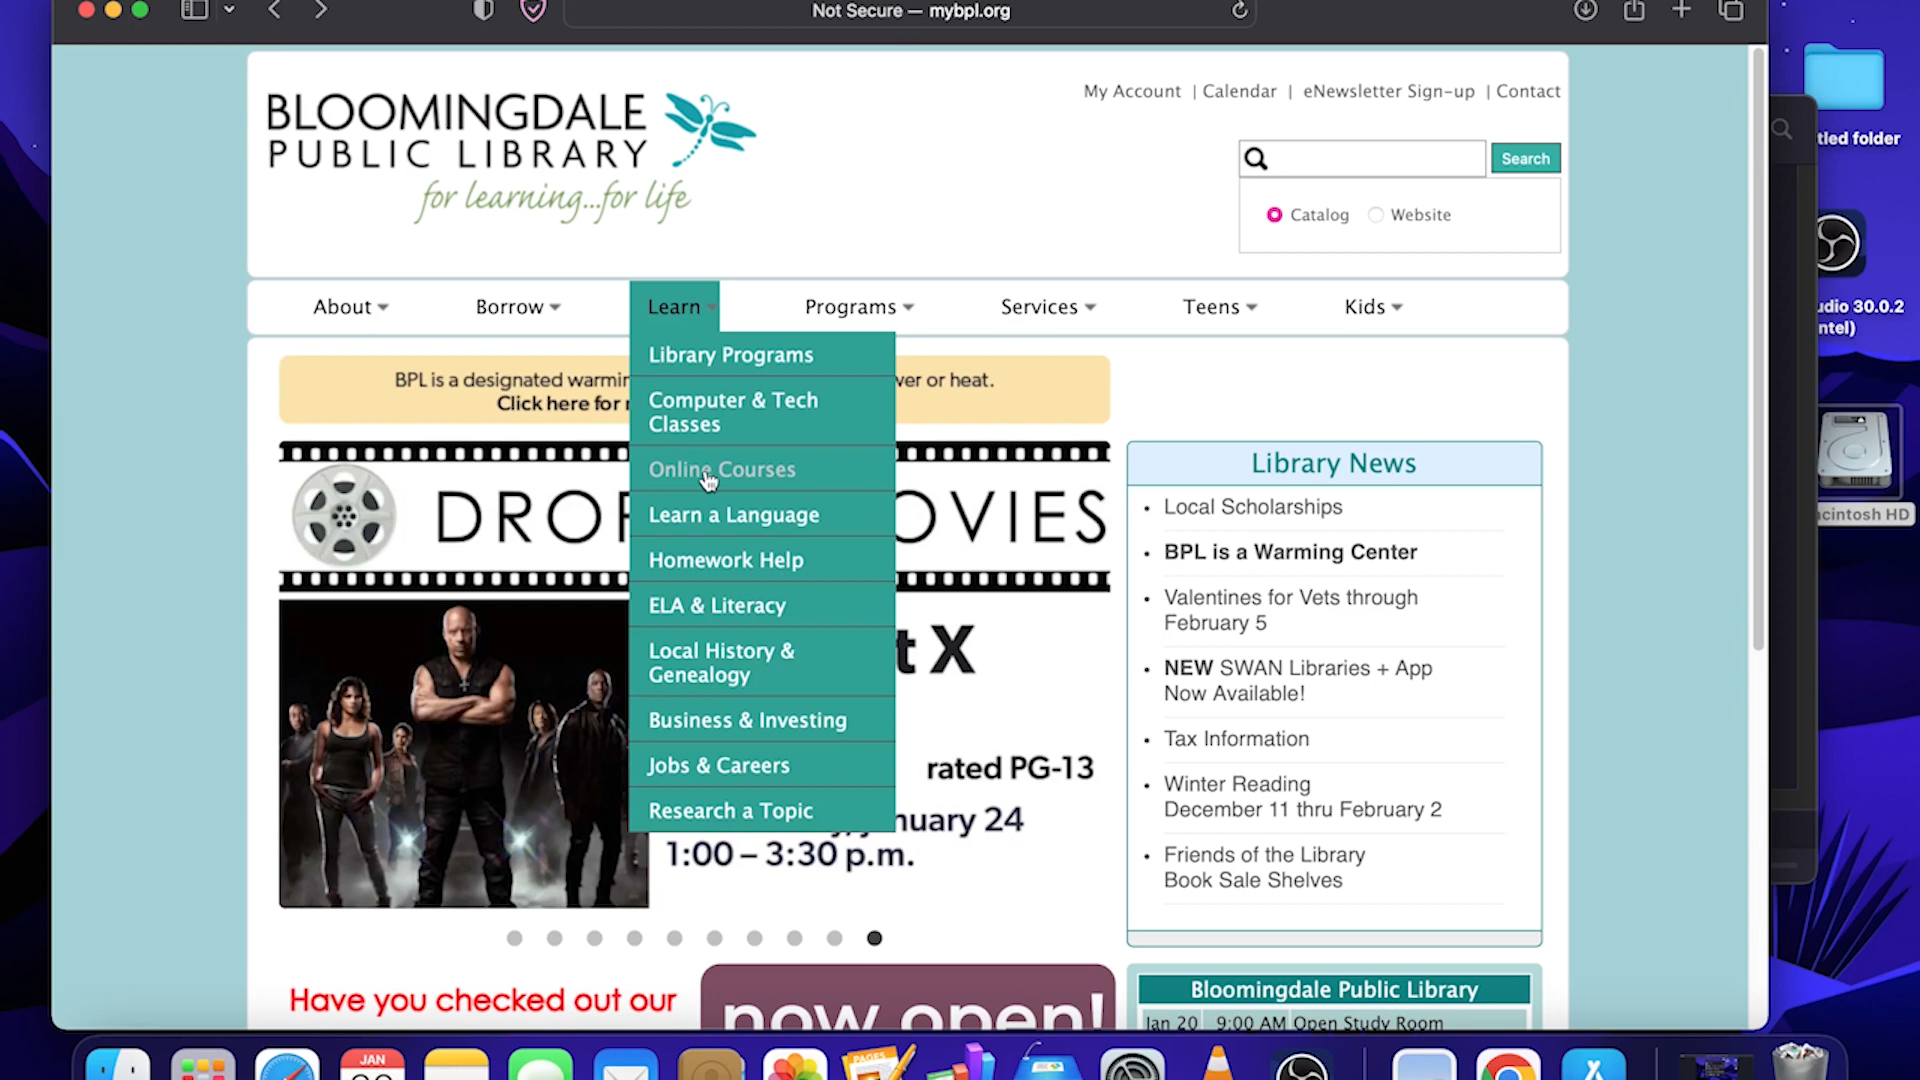 Not Secure — mybpl.org
BLOOMINGDALE
PUBLIC LIBRARY
for learning...for life
My Account | Calendar | eNewsletter Sign-up | Contact
Search
Catalog Website
About Borrow Learn Programs Services Teens Kids
Library Programs
Computer & Tech
Classes
Online Courses
Learn a Language
Homework Help
ELA & Literacy
Local History &
Genealogy
Business & Investing
Jobs & Careers
Research a Topic
BPL is a designated warmin wer or heat.
Click here for
DRO OVIES
t X
rated PG-13
nuary 24
1:00 – 3:30 p.m.
Library News
Local Scholarships
BPL is a Warming Center
Valentines for Vets through
February 5
NEW SWAN Libraries + App
Now Available!
Tax Information
Winter Reading
December 11 thru February 2
Friends of the Library
Book Sale Shelves
Have you checked out our
now open!
Bloomingdale Public Library
Jan 20 9:00 AM Open Study Room
tled folder
udio 30.0.2
ntel)
acintosh HD
JAN
PAGES